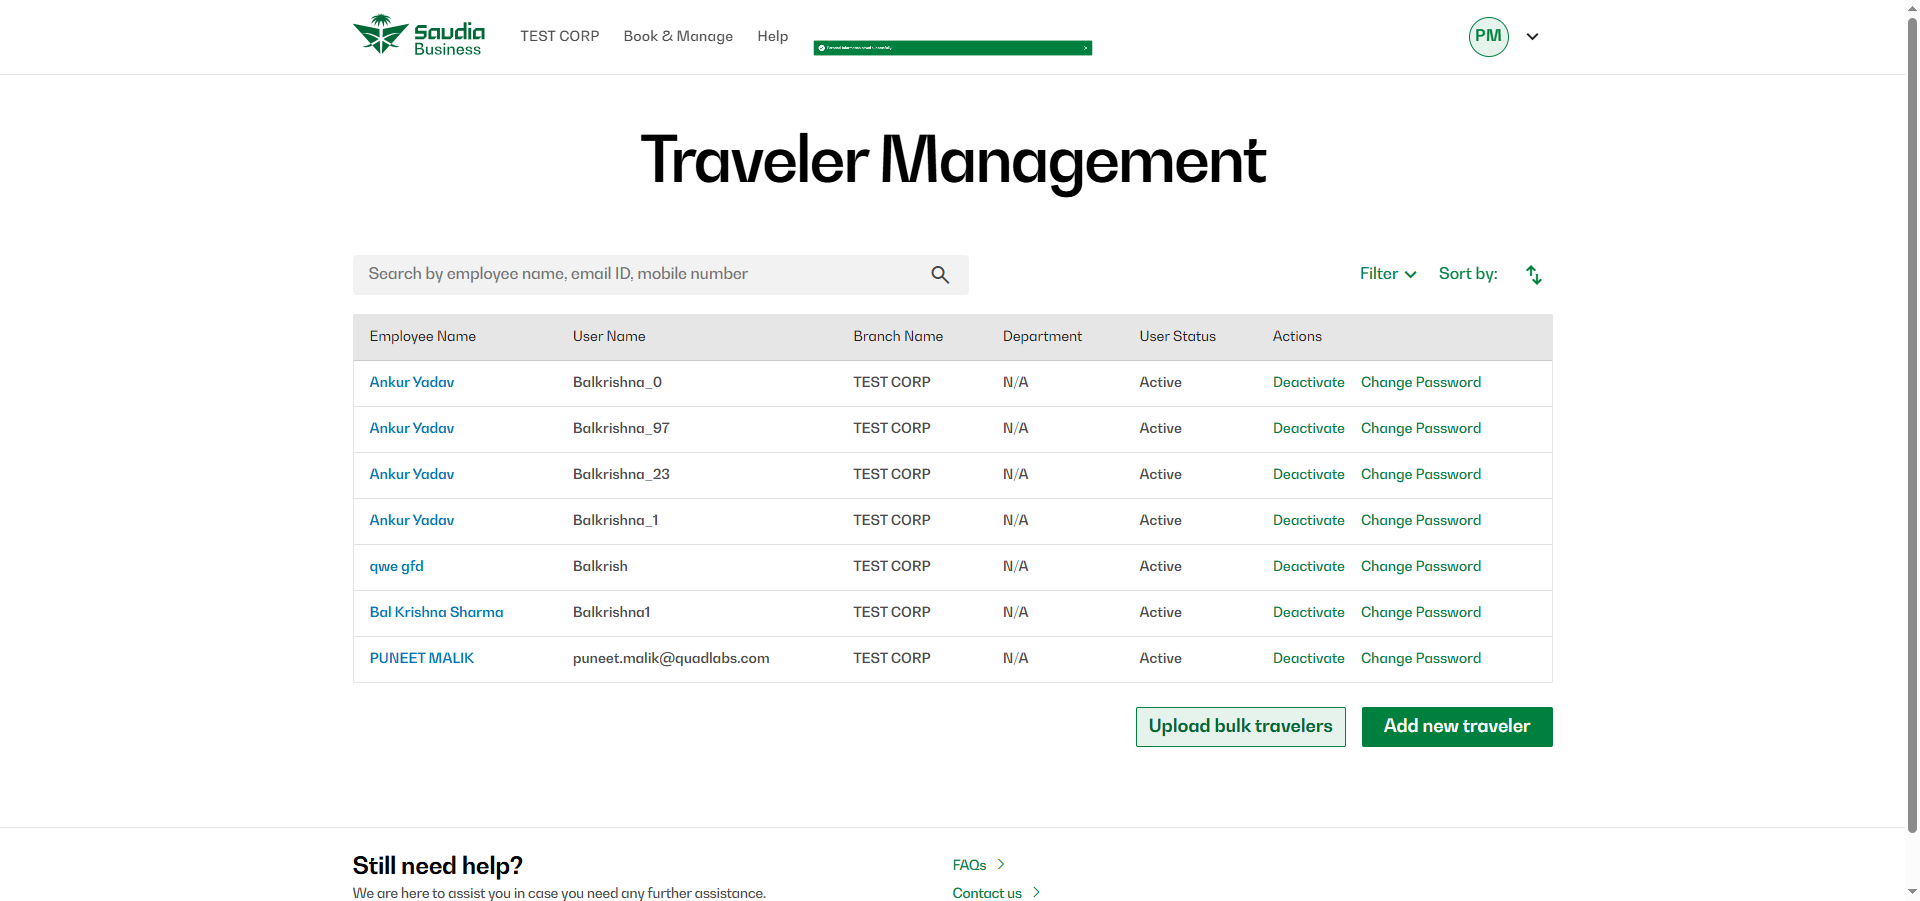 Saudia
Business
TEST CORP Book & Manage Help
Personal Information saved successfully
PM
Traveler Management
Search by employee name, email ID, mobile number
Filter Sort by:
Employee Name User Name Branch Name Department User Status Actions
Ankur Yadav Balkrishna_0 TEST CORP N/A Active Deactivate Change Password
Ankur Yadav Balkrishna_97 TEST CORP N/A Active Deactivate Change Password
Ankur Yadav Balkrishna_23 TEST CORP N/A Active Deactivate Change Password
Ankur Yadav Balkrishna_1 TEST CORP N/A Active Deactivate Change Password
qwe gfd Balkrish TEST CORP N/A Active Deactivate Change Password
Bal Krishna Sharma Balkrishna1 TEST CORP N/A Active Deactivate Change Password
PUNEET MALIK puneet.malik@quadlabs.com TEST CORP N/A Active Deactivate Change Password
Upload bulk travelers Add new traveler
Still need help?
We are here to assist you in case you need any further assistance.
FAQs
Contact us